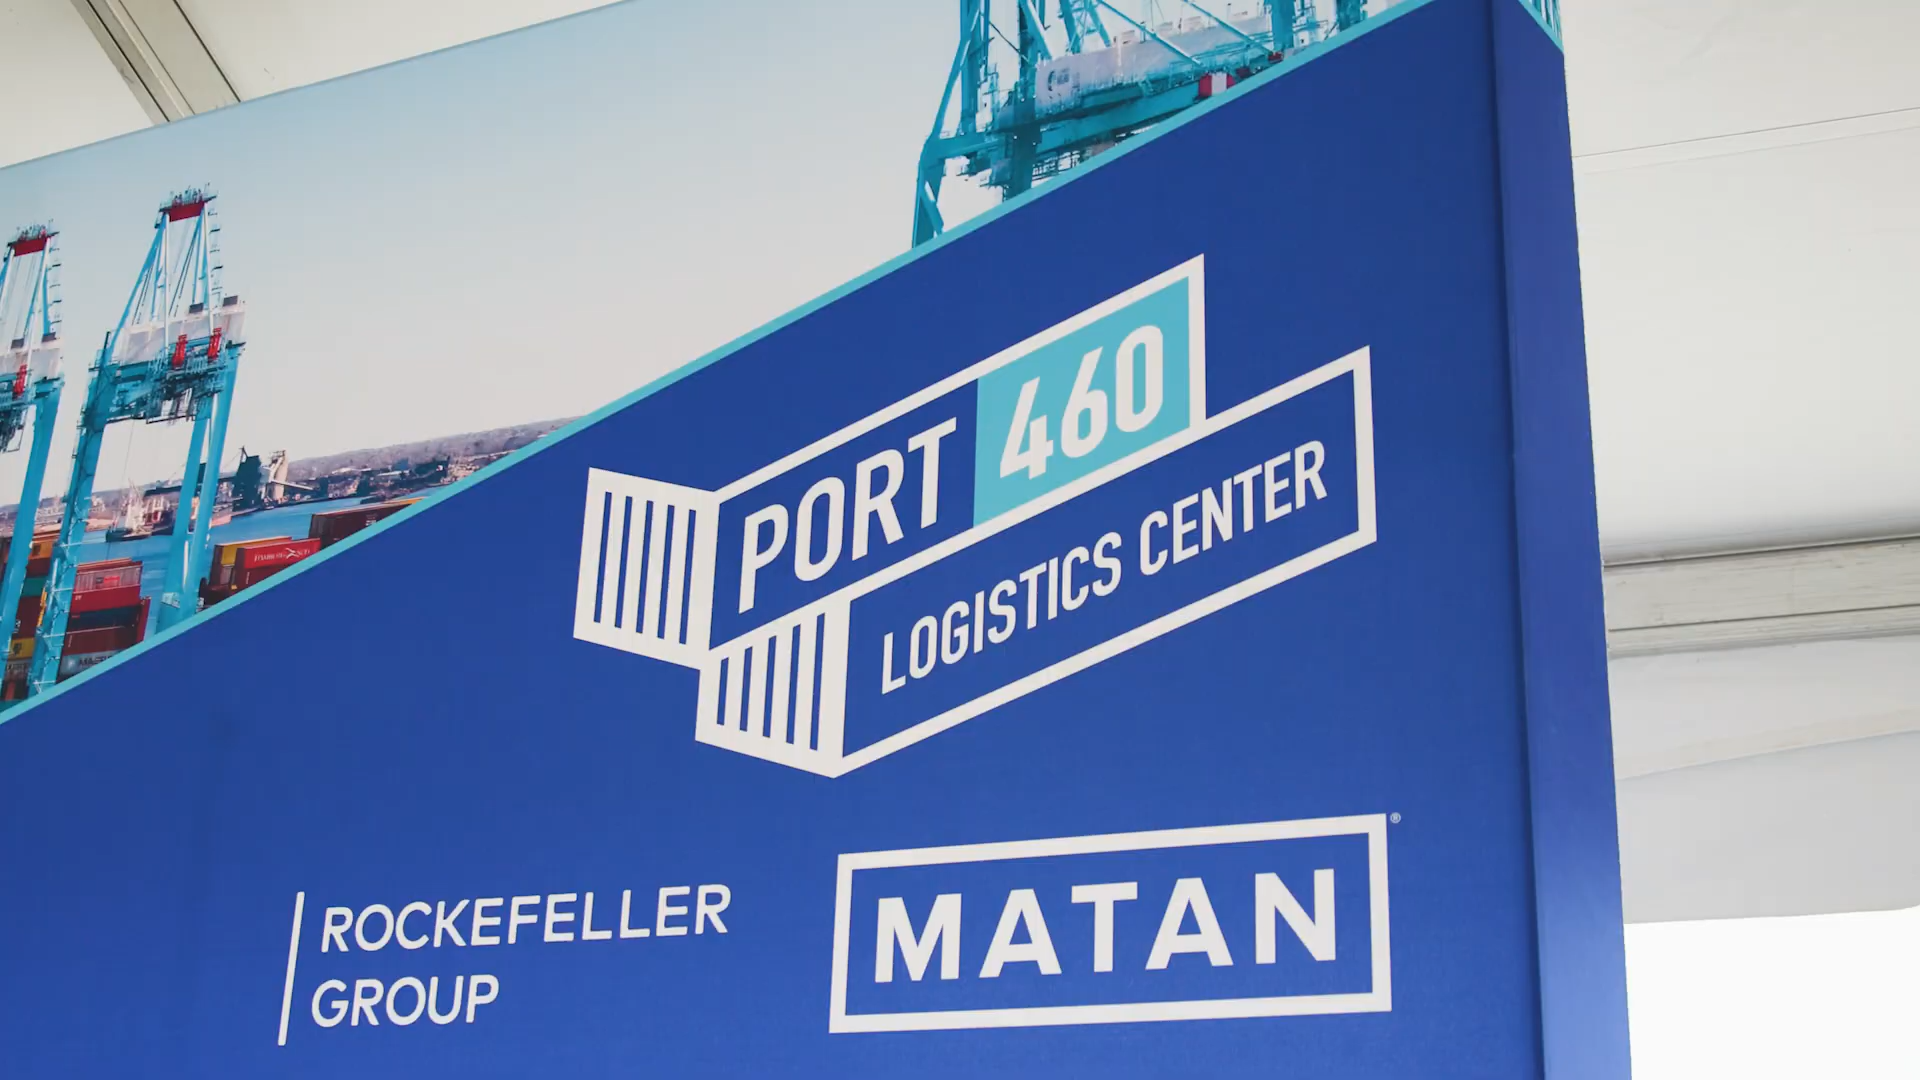 PORT 460
LOGISTICS CENTER
ROCKEFELLER
GROUP
MATAN®